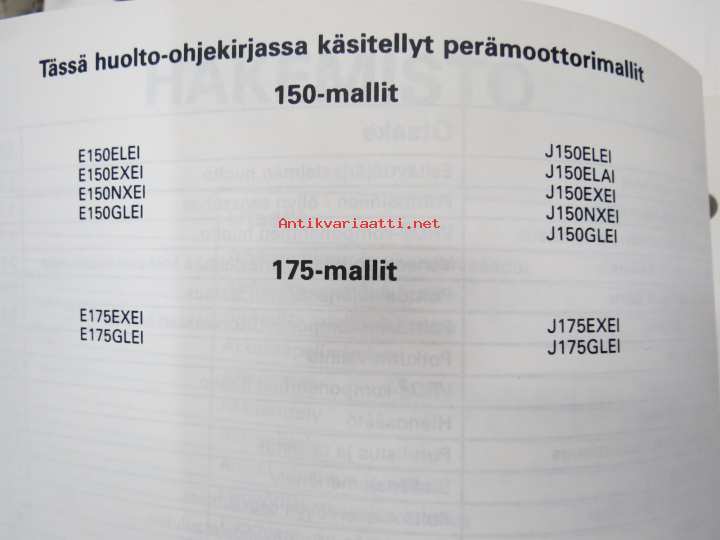 Tässä huolto-ohjekirjassa käsitellyt perämoottorimallit
150-mallit
E150ELEI
E150EXEI
E150NXEI
E150GLEI
J150ELEI
J150ELAI
J150EXEI
J150NXEI
J150GLEI
Antikvariaatti.net
175-mallit
E175EXEI
E175GLEI
J175EXEI
J175GLEI